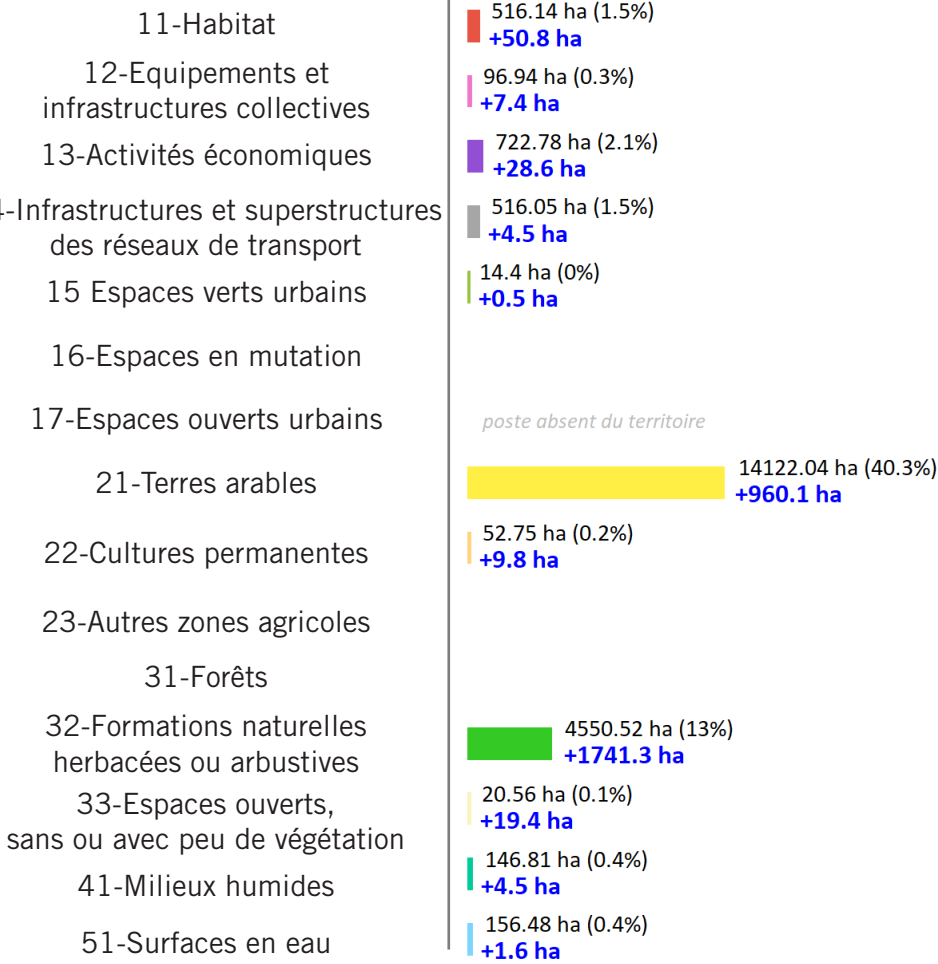 11-Habitat
516.14 ha (1.5%)
+50.8 ha
12-Equipements et
infrastructures collectives
96.94 ha (0.3%)
+7.4 ha
13-Activités économiques
722.78 ha (2.1%)
+28.6 ha
4-Infrastructures et superstructures
des réseaux de transport
516.05 ha (1.5%)
+4.5 ha
15 Espaces verts urbains
14.4 ha (0%)
+0.5 ha
16-Espaces en mutation
17-Espaces ouverts urbains
poste absent du territoire
21-Terres arables
14122.04 ha (40.3%)
+960.1 ha
22-Cultures permanentes
52.75 ha (0.2%)
+9.8 ha
23-Autres zones agricoles
31-Forêts
32-Formations naturelles
herbacées ou arbustives
4550.52 ha (13%)
+1741.3 ha
33-Espaces ouverts,
sans ou avec peu de végétation
20.56 ha (0.1%)
+19.4 ha
41-Milieux humides
146.81 ha (0.4%)
+4.5 ha
51-Surfaces en eau
156.48 ha (0.4%)
+1.6 ha